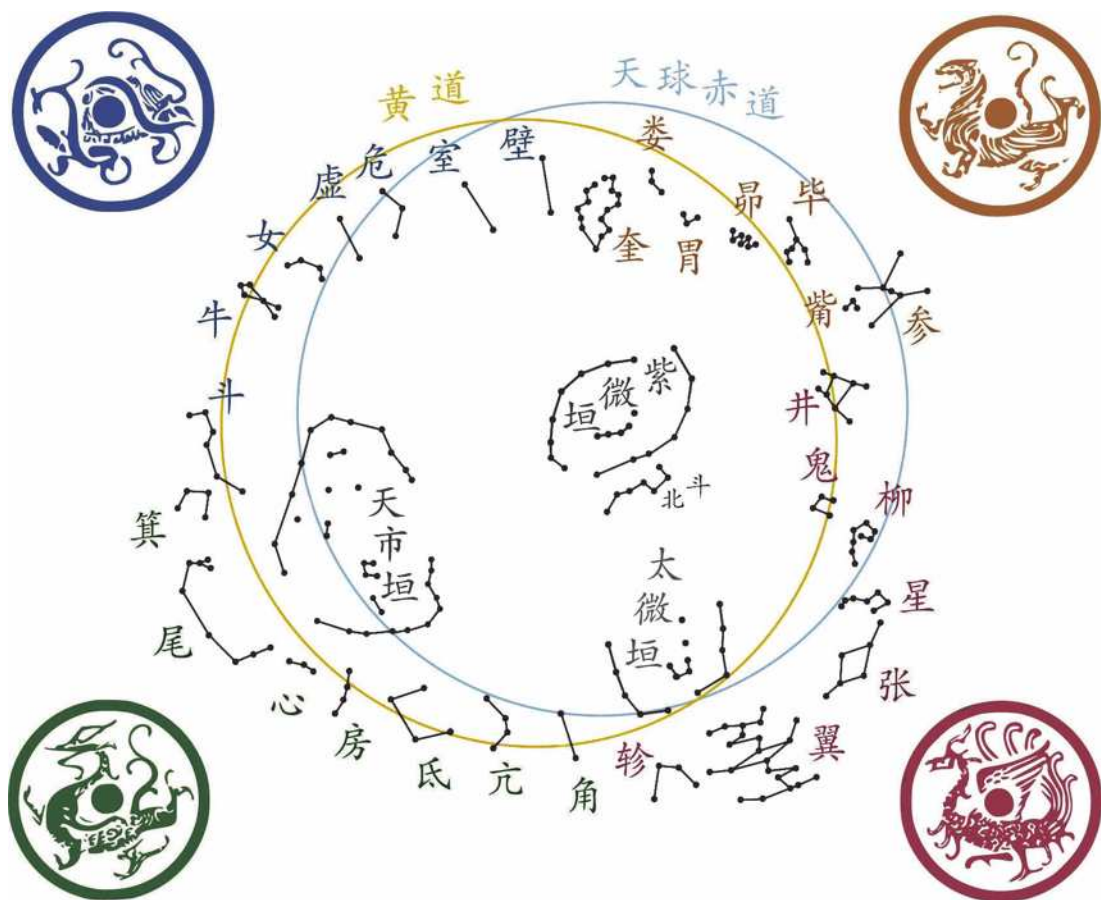 黄道
天球赤道
壁
室
危
虚
女
牛
斗
箕
尾
心
房
氐
亢
角
轸
翼
张
星
柳
鬼
井
参
觜
毕
昴
胃
娄
奎
紫微垣
北斗
天市垣
太微垣